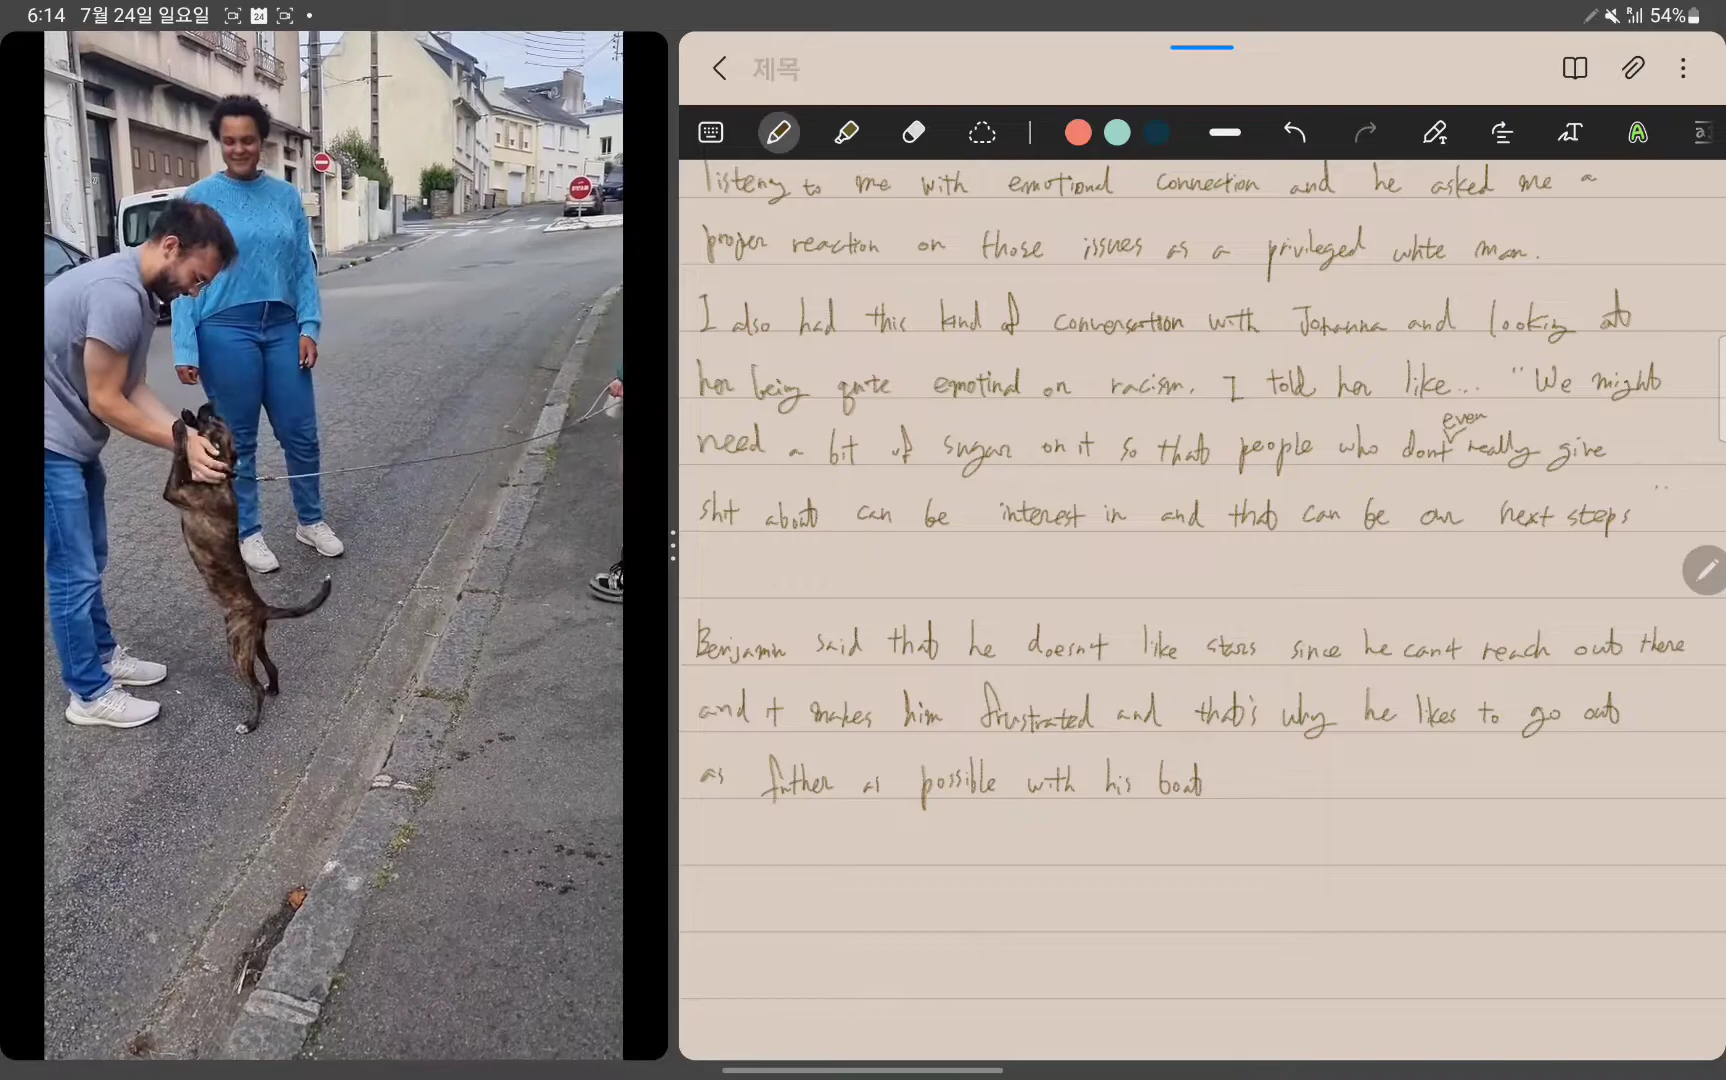 6:14 7월 24일 일요일 24 54%
제목
listeny to me with emotional connection and he asked me a
proper reaction on those issues as a privileged white man.
I also had this kind of conversation with Johanna and looking at
her being quite emotinal on racism. I told her like... "We might
even
need a bit of sugar on it so that people who dont really give
shit about can be interest in and that can be our next steps "
Benjamin said that he doesn't like stars since he can't reach out there
and it makes him frustrated and that's why he likes to go out
as futher as possible with his boat